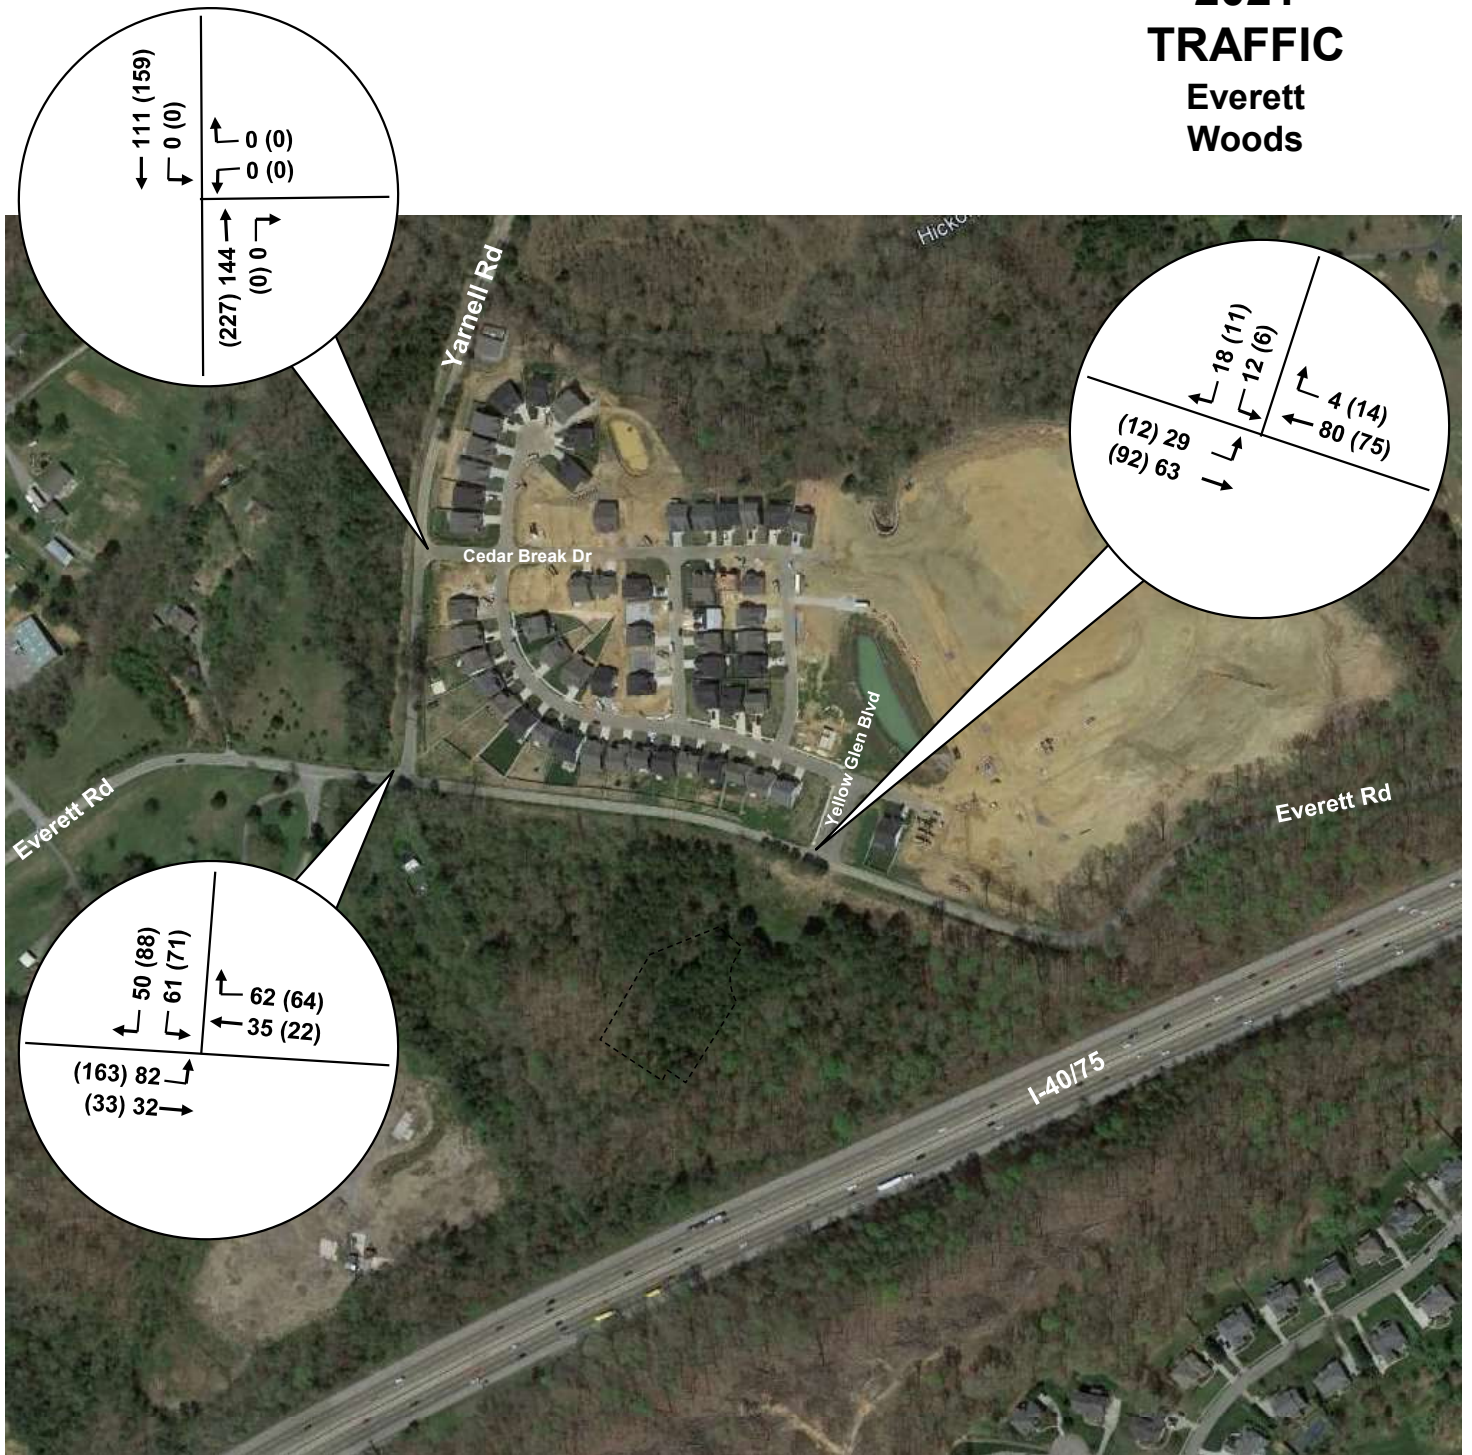 TRAFFIC
Everett
Woods
111 (159)
0 (0)
0 (0)
0 (0)
(227) 144
(0) 0
Yarnell Rd
18 (11)
12 (6)
4 (14)
80 (75)
(12) 29
(92) 63
Cedar Break Dr
Yellow Glen Blvd
Everett Rd
Everett Rd
50 (88)
61 (71)
62 (64)
35 (22)
(163) 82
(33) 32
I-40/75